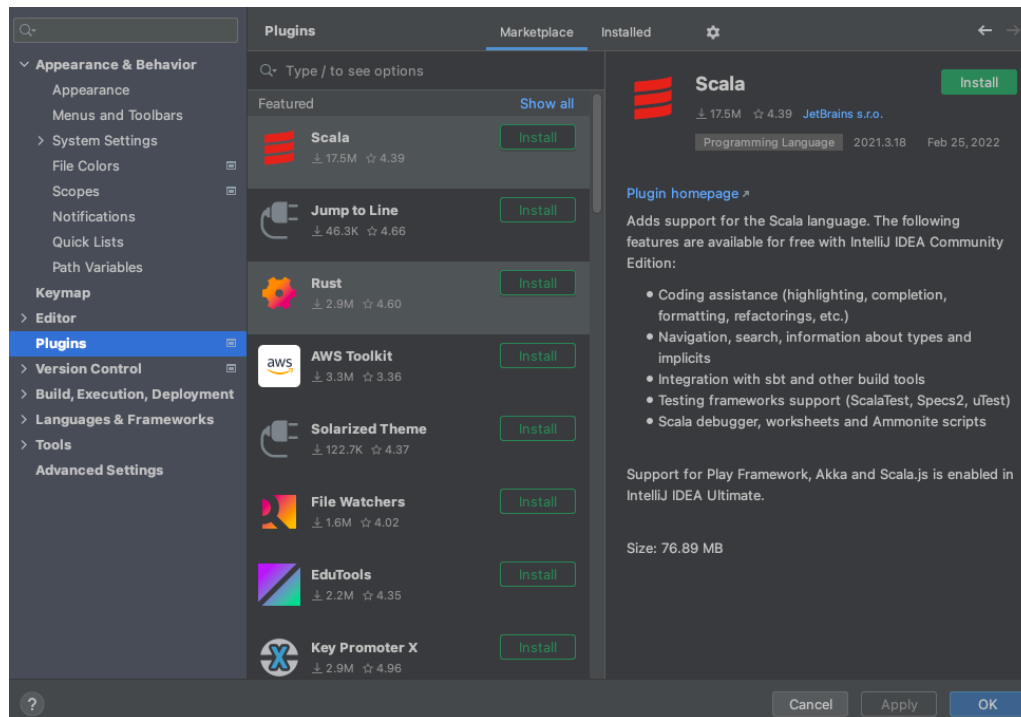 Plugins
Marketplace
Installed
Appearance & Behavior
Appearance
Menus and Toolbars
System Settings
File Colors
Scopes
Notifications
Quick Lists
Path Variables
Keymap
Editor
Plugins
Version Control
Build, Execution, Deployment
Languages & Frameworks
Tools
Advanced Settings
Type / to see options
Featured
Show all
Scala
Install
17.5M 4.39
Jump to Line
Install
46.3K 4.66
Rust
Install
2.9M 4.60
aws
AWS Toolkit
Install
3.3M 3.36
Solarized Theme
Install
122.7K 4.37
File Watchers
Install
1.6M 4.02
EduTools
Install
2.2M 4.35
Key Promoter X
Install
2.9M 4.96
Scala
Install
17.5M 4.39 JetBrains s.r.o.
Programming Language 2021.3.18 Feb 25, 2022
Plugin homepage ↗
Adds support for the Scala language. The following
features are available for free with IntelliJ IDEA Community
Edition:
• Coding assistance (highlighting, completion,
formatting, refactorings, etc.)
• Navigation, search, information about types and
implicits
• Integration with sbt and other build tools
• Testing frameworks support (ScalaTest, Specs2, uTest)
• Scala debugger, worksheets and Ammonite scripts
Support for Play Framework, Akka and Scala.js is enabled in
IntelliJ IDEA Ultimate.
Size: 76.89 MB
?
Cancel
Apply
OK